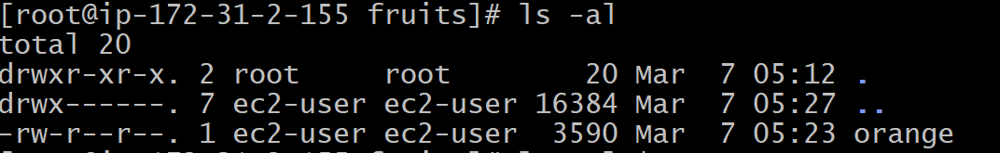 [root@ip-172-31-2-155 fruits]# ls -al
total 20
drwxr-xr-x. 2 root     root        20 Mar  7 05:12 .
drwx------. 7 ec2-user ec2-user 16384 Mar  7 05:27 ..
-rw-r--r--. 1 ec2-user ec2-user  3590 Mar  7 05:23 orange